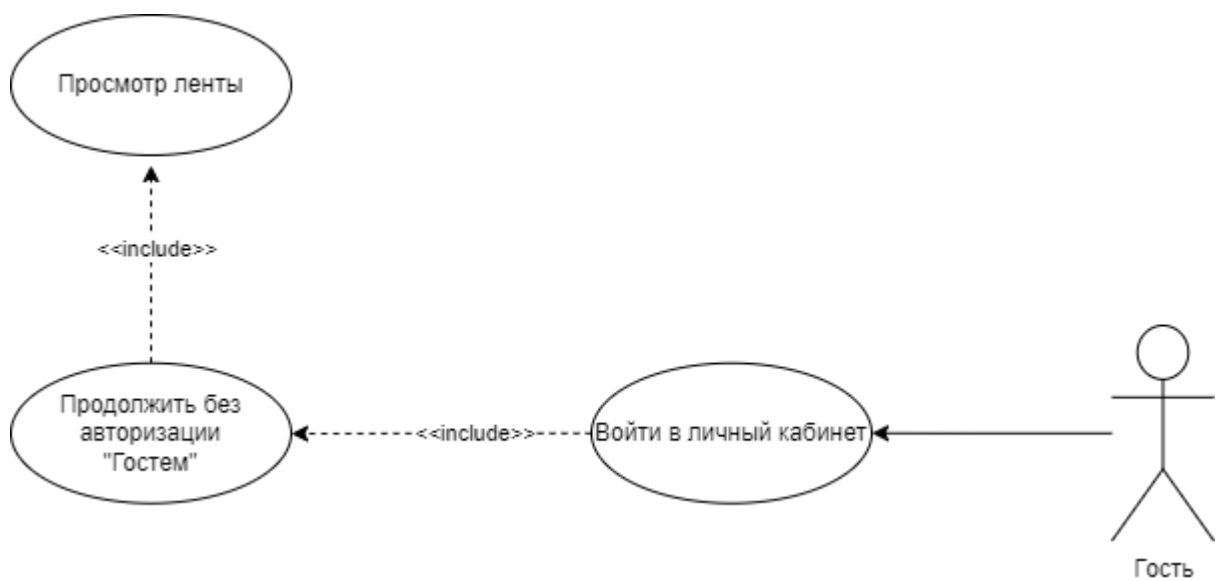 Просмотр ленты
<<include>>
Продолжить без
авторизации
"Гостем"
<<include>>
Войти в личный кабинет
Гость